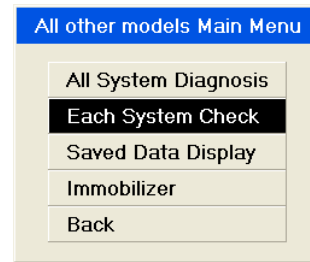 All other models Main Menu
All System Diagnosis
Each System Check
Saved Data Display
Immobilizer
Back